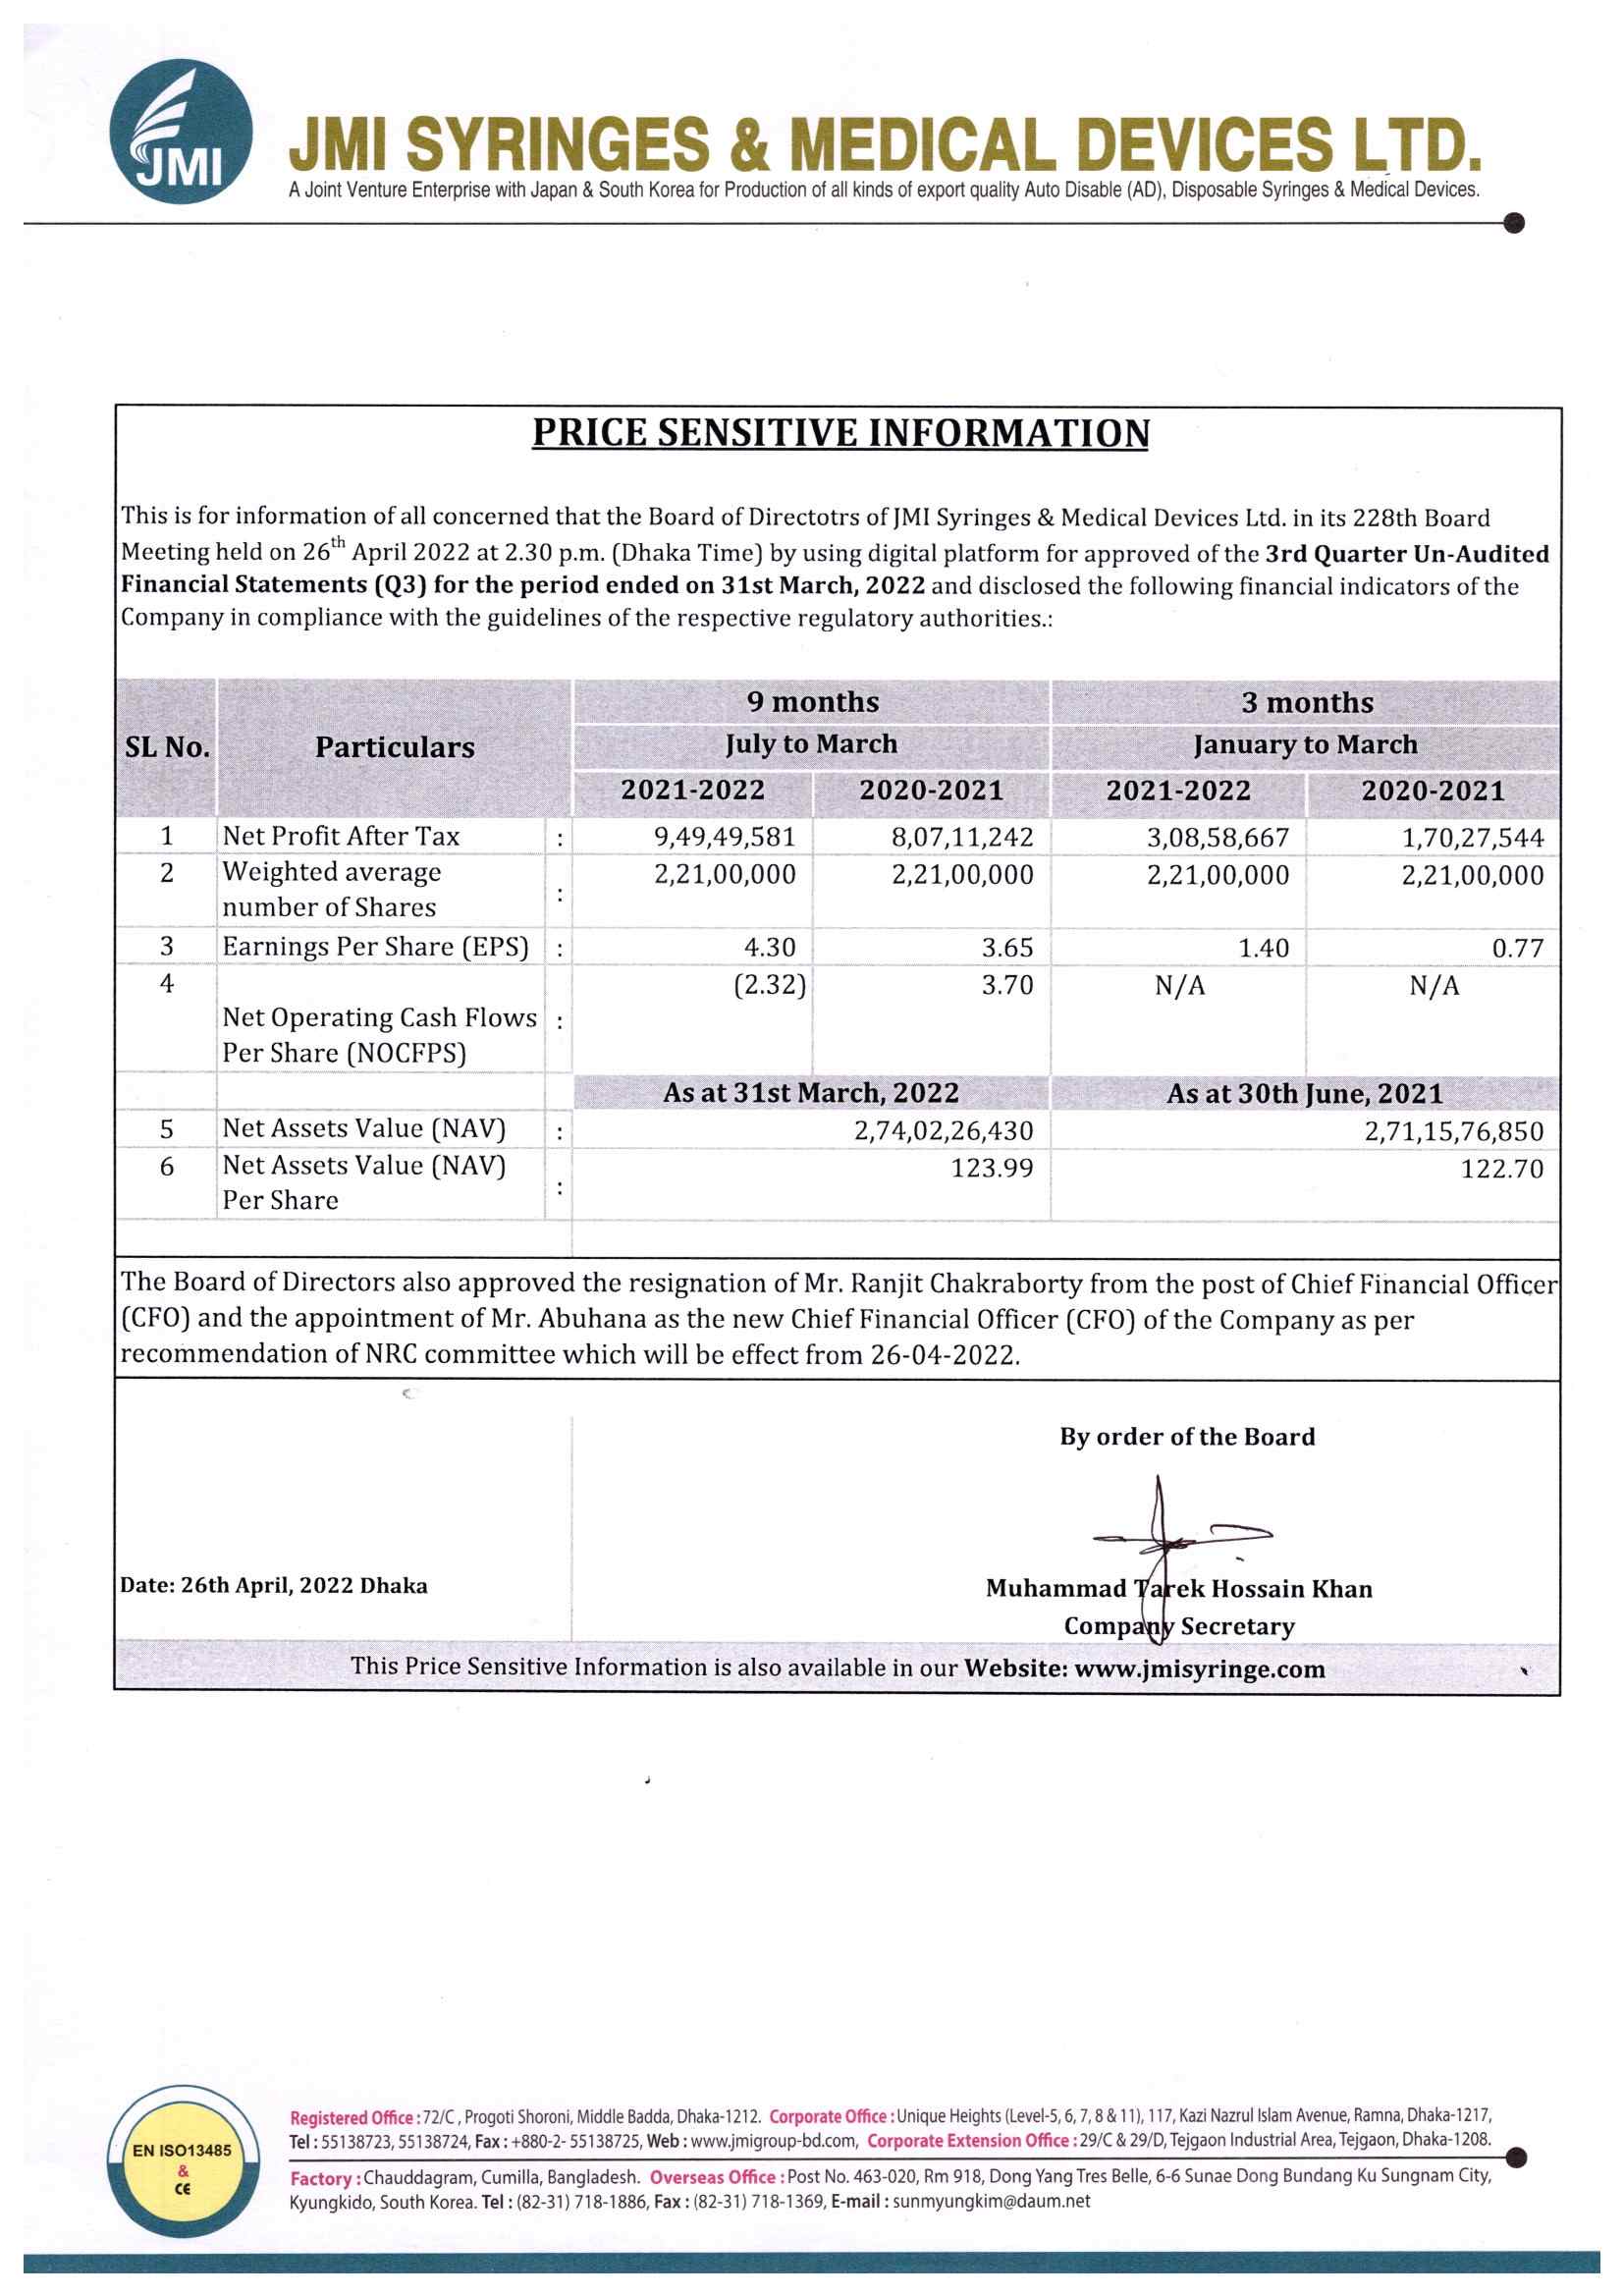 JMI
JMI SYRINGES & MEDICAL DEVICES LTD.
A Joint Venture Enterprise with Japan & South Korea for Production of all kinds of export quality Auto Disable (AD), Disposable Syringes & Medical Devices.
PRICE SENSITIVE INFORMATION
This is for information of all concerned that the Board of Directotrs of JMI Syringes & Medical Devices Ltd. in its 228th Board
Meeting held on 26th April 2022 at 2.30 p.m. (Dhaka Time) by using digital platform for approved of the 3rd Quarter Un-Audited
Financial Statements (Q3) for the period ended on 31st March, 2022 and disclosed the following financial indicators of the
Company in compliance with the guidelines of the respective regulatory authorities.:
9 months 3 months
SL No. Particulars July to March January to March
2021-2022 2020-2021 2021-2022 2020-2021
1 Net Profit After Tax : 9,49,49,581 8,07,11,242 3,08,58,667 1,70,27,544
2 Weighted average : 2,21,00,000 2,21,00,000 2,21,00,000 2,21,00,000
number of Shares
3 Earnings Per Share (EPS) : 4.30 3.65 1.40 0.77
4 (2.32) 3.70 N/A N/A
Net Operating Cash Flows :
Per Share (NOCFPS)
As at 31st March, 2022 As at 30th June, 2021
5 Net Assets Value (NAV) : 2,74,02,26,430 2,71,15,76,850
6 Net Assets Value (NAV) : 123.99 122.70
Per Share
The Board of Directors also approved the resignation of Mr. Ranjit Chakraborty from the post of Chief Financial Officer
(CFO) and the appointment of Mr. Abuhana as the new Chief Financial Officer (CFO) of the Company as per
recommendation of NRC committee which will be effect from 26-04-2022.
By order of the Board
Date: 26th April, 2022 Dhaka
Muhammad Tarek Hossain Khan
Company Secretary
This Price Sensitive Information is also available in our Website: www.jmisyringe.com
EN ISO13485
&
CE
Registered Office : 72/C , Progoti Shoroni, Middle Badda, Dhaka-1212. Corporate Office : Unique Heights (Level-5, 6, 7, 8 & 11), 117, Kazi Nazrul Islam Avenue, Ramna, Dhaka-1217,
Tel : 55138723, 55138724, Fax : +880-2- 55138725, Web : www.jmigroup-bd.com, Corporate Extension Office : 29/C & 29/D, Tejgaon Industrial Area, Tejgaon, Dhaka-1208.
Factory : Chauddagram, Cumilla, Bangladesh. Overseas Office : Post No. 463-020, Rm 918, Dong Yang Tres Belle, 6-6 Sunae Dong Bundang Ku Sungnam City,
Kyungkido, South Korea. Tel : (82-31) 718-1886, Fax : (82-31) 718-1369, E-mail : sunmyungkim@daum.net